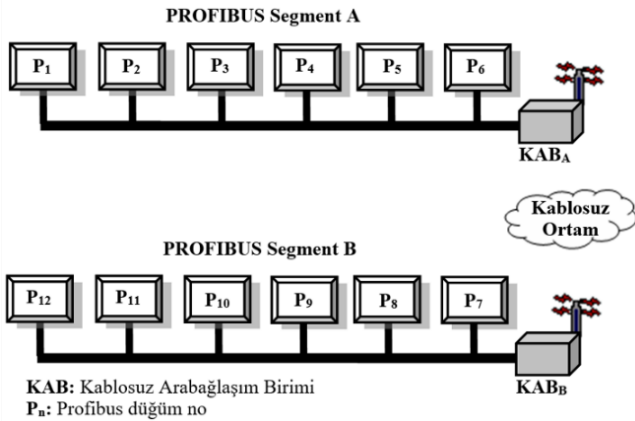 PROFIBUS Segment A
P1 P2 P3 P4 P5 P6
KABA
Kablosuz
Ortam
PROFIBUS Segment B
P12 P11 P10 P9 P8 P7
KABB
KAB: Kablosuz Arabağlaşım Birimi
Pn: Profibus düğüm no